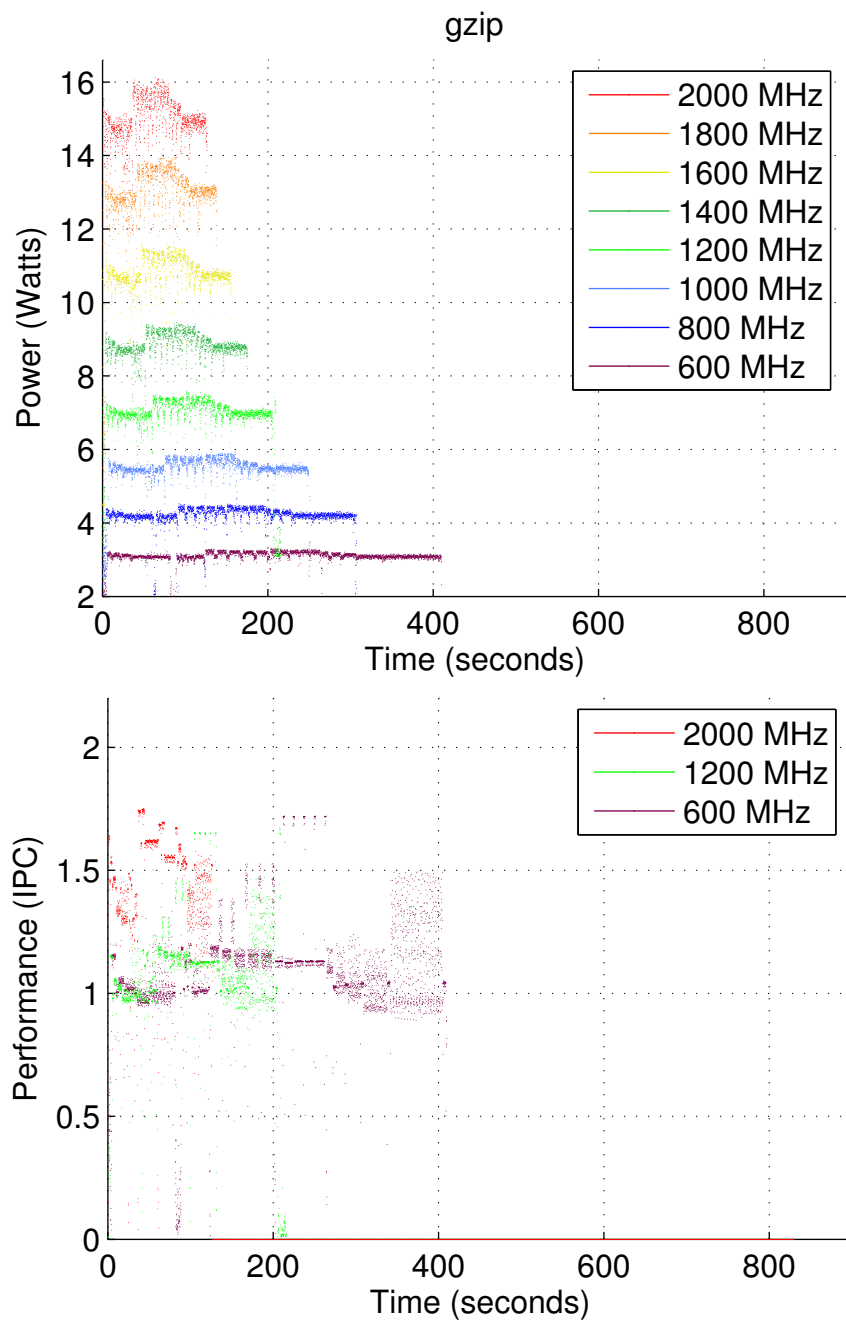 gzip
Power (Watts)
16
14
12
10
8
6
4
2
2000 MHz
1800 MHz
1600 MHz
1400 MHz
1200 MHz
1000 MHz
800 MHz
600 MHz
0 200 400 600 800
Time (seconds)
Performance (IPC)
2
1.5
1
0.5
0
2000 MHz
1200 MHz
600 MHz
0 200 400 600 800
Time (seconds)